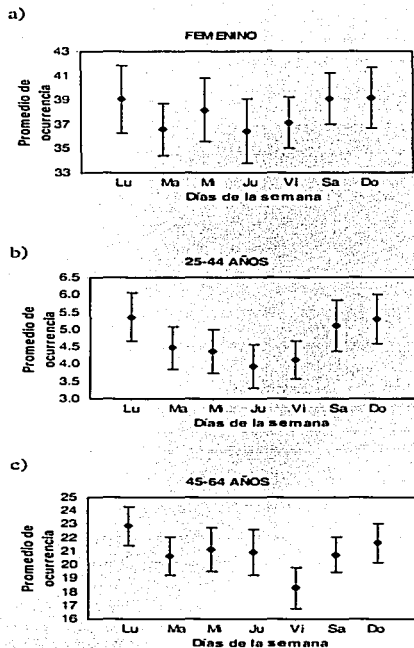 a)
FEMENINO
Promedio de
ocurrencia
43
41
39
37
35
33
Lu Ma Mi Ju Vi Sa Do
Días de la semana
b)
25-44 AÑOS
Promedio de
ocurrencia
6.5
6.0
5.5
5.0
4.5
4.0
3.5
3.0
Lu Ma Mi Ju Vi Sa Do
Días de la semana
c)
45-64 AÑOS
Promedio de
ocurrencia
25
24
23
22
21
20
19
18
17
16
Lu Ma Mi Ju Vi Sa Do
Días de la semana